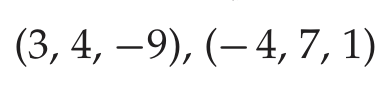 (3, 4, −9), (− 4, 7, 1)